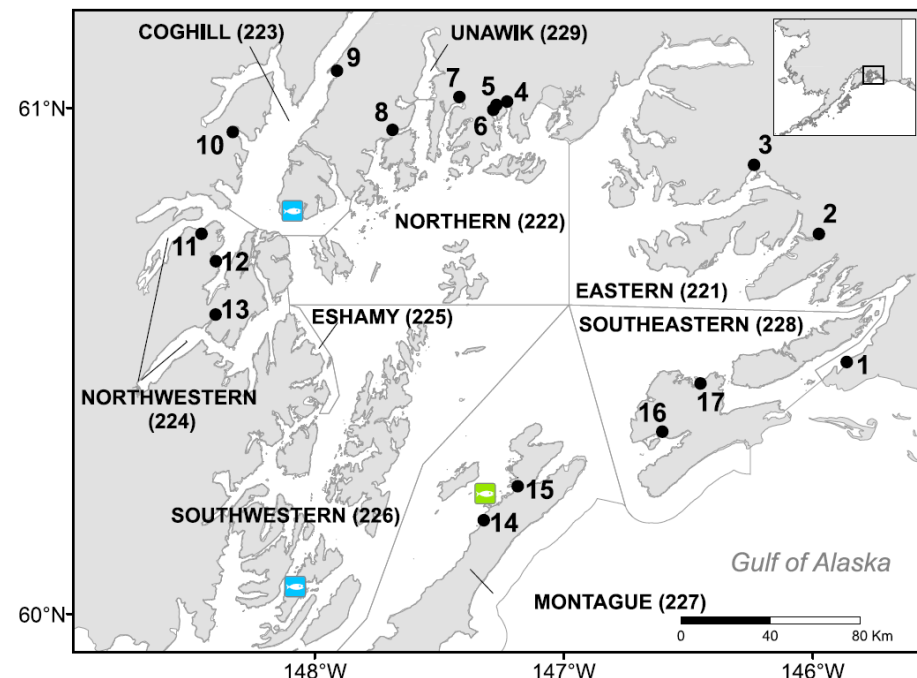 COGHILL (223)
UNAWIK (229)
9
61°N
7
5
4
8
6
10
3
2
NORTHERN (222)
11
12
EASTERN (221)
13
ESHAMY (225)
SOUTHEASTERN (228)
1
NORTHWESTERN
(224)
17
16
15
SOUTHWESTERN (226)
14
Gulf of Alaska
60°N
MONTAGUE (227)
0
40
80 Km
148°W
147°W
146°W